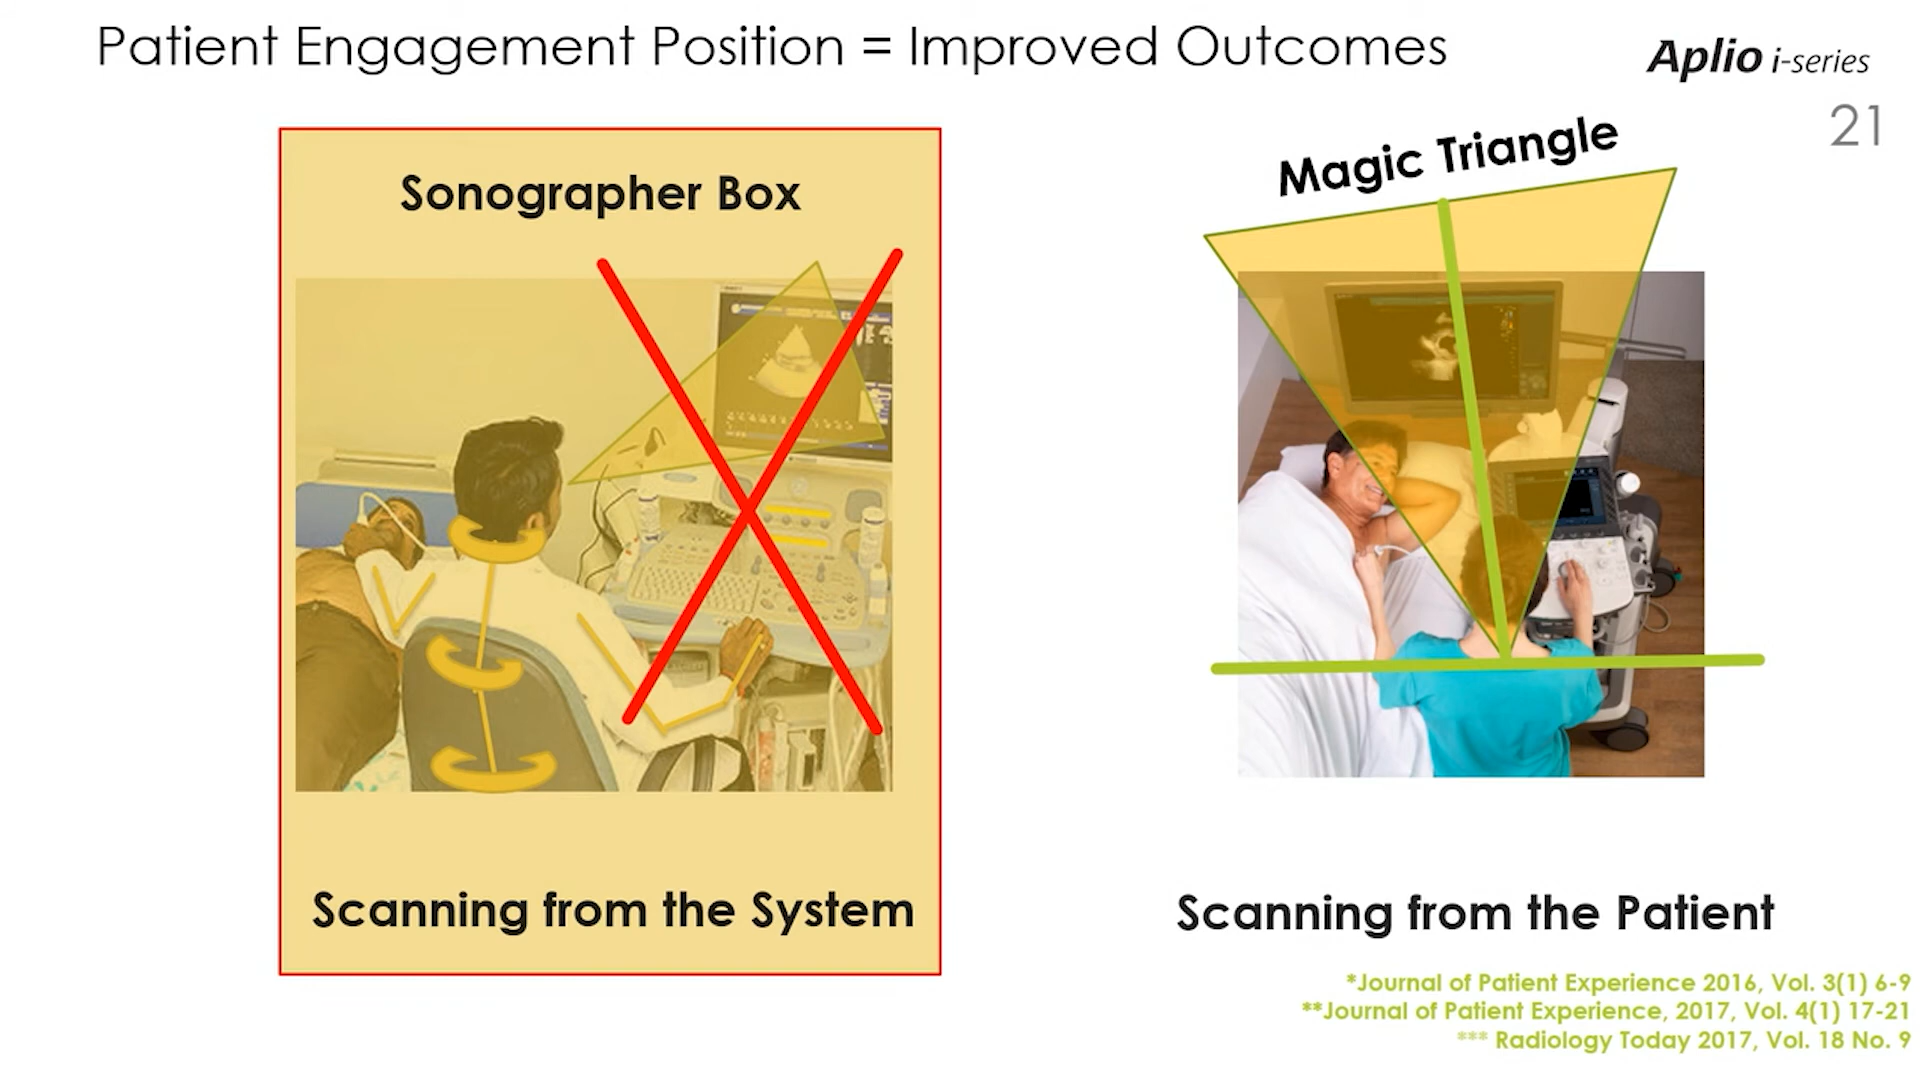 Patient Engagement Position = Improved Outcomes
Aplio i-series
21
Sonographer Box
Scanning from the System
Magic Triangle
Scanning from the Patient
*Journal of Patient Experience 2016, Vol. 3(1) 6-9
**Journal of Patient Experience, 2017, Vol. 4(1) 17-21
*** Radiology Today 2017, Vol. 18 No. 9